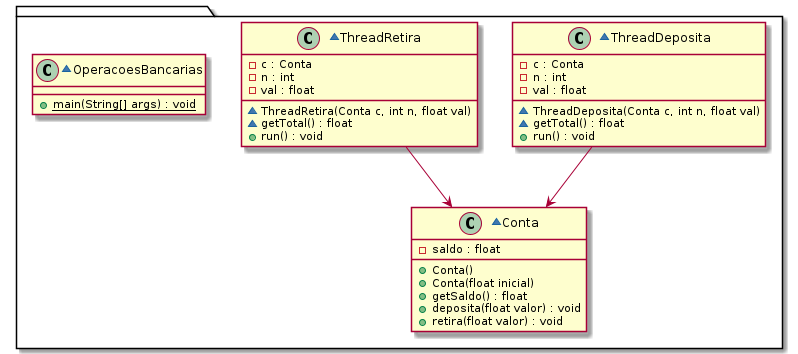 C OperacoesBancarias
main(String[] args) : void
C ThreadRetira
c : Conta
n : int
val : float
ThreadRetira(Conta c, int n, float val)
getTotal() : float
run() : void
C ThreadDeposita
c : Conta
n : int
val : float
ThreadDeposita(Conta c, int n, float val)
getTotal() : float
run() : void
C Conta
saldo : float
Conta()
Conta(float inicial)
getSaldo() : float
deposita(float valor) : void
retira(float valor) : void